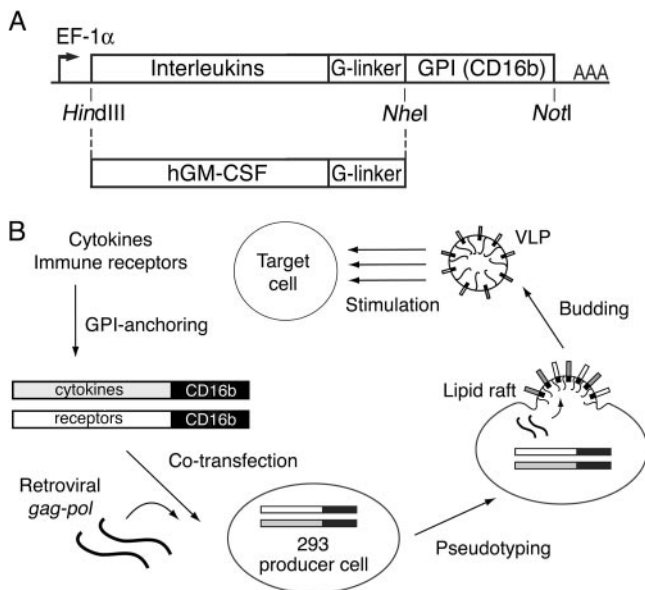 A
EF-1α
Interleukins G-linker GPI (CD16b) AAA
HindIII NheI NotI
hGM-CSF G-linker
B
Cytokines
Immune receptors
GPI-anchoring
cytokines CD16b
receptors CD16b
Co-transfection
Retroviral
gag-pol
293
producer cell
Pseudotyping
Lipid raft
Budding
VLP
Stimulation
Target
cell